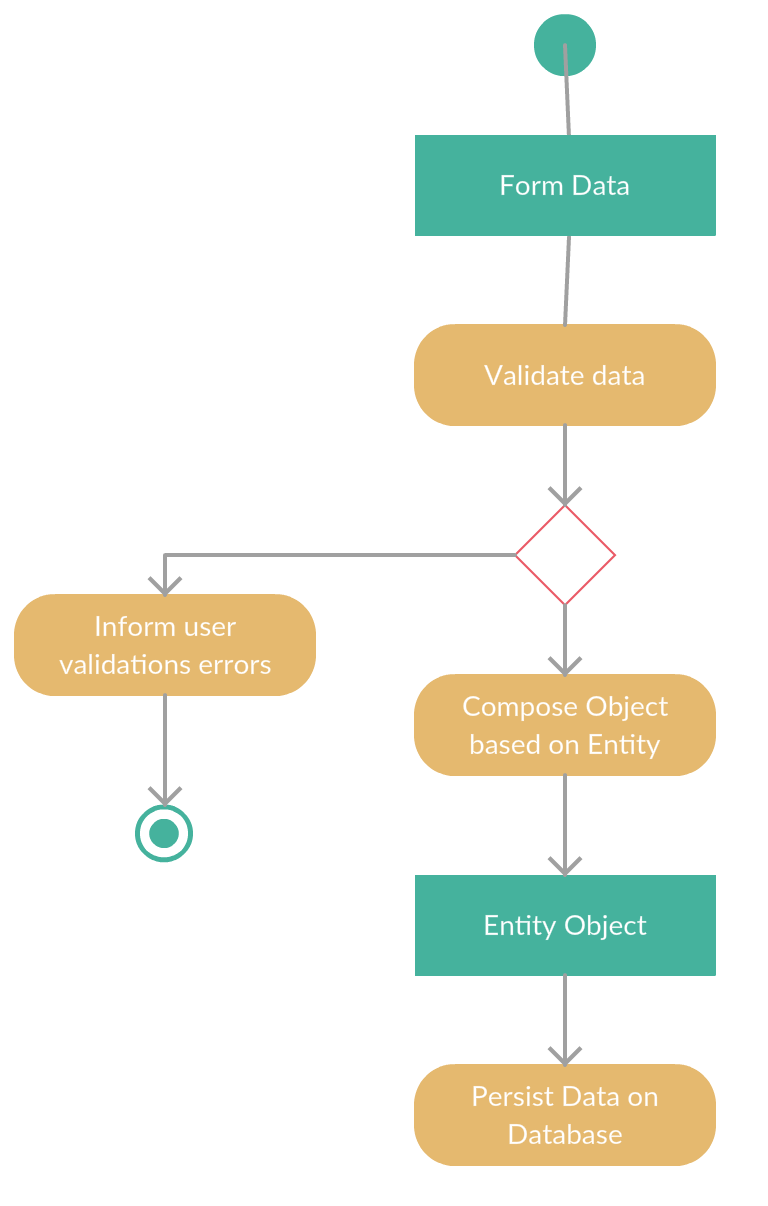 Form Data
Validate data
Inform user
validations errors
Compose Object
based on Entity
Entity Object
Persist Data on
Database